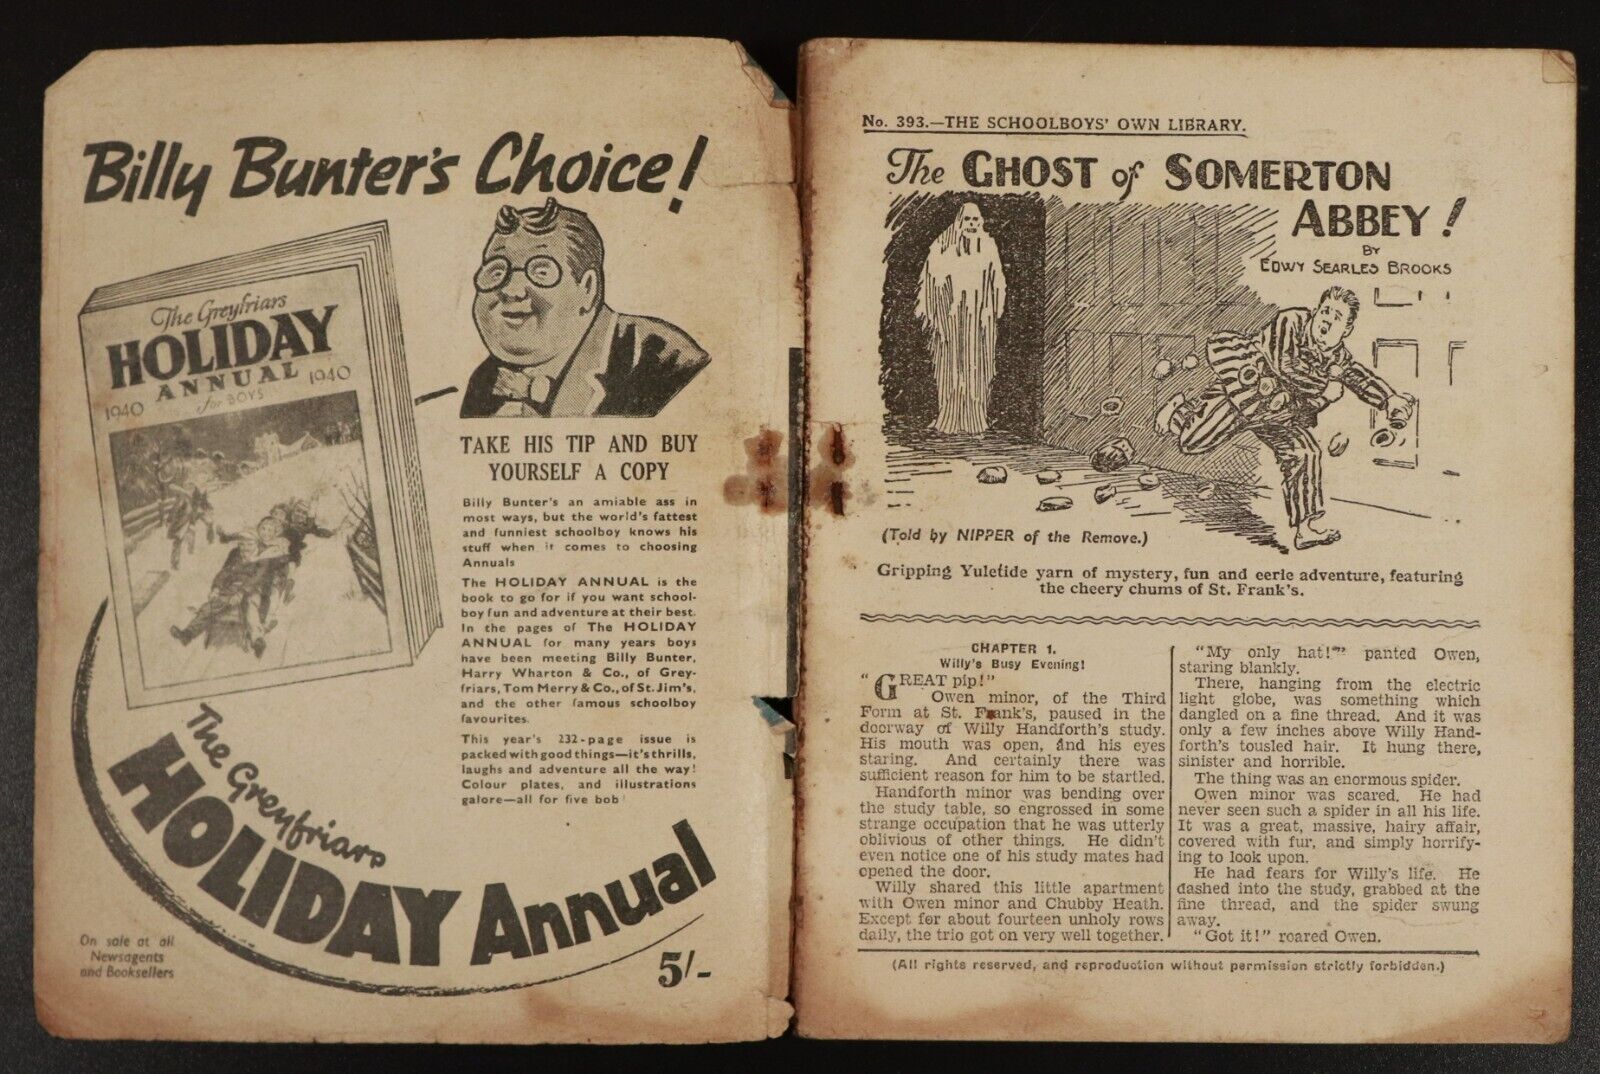 Billy Bunter's Choice!
The Greyfriars
HOLIDAY
ANNUAL
1940
1940
for BOYS
TAKE HIS TIP AND BUY
YOURSELF A COPY
Billy Bunter's an amiable ass in
most ways, but the world's fattest
and funniest schoolboy knows his
stuff when it comes to choosing
Annuals
The HOLIDAY ANNUAL is the
book to go for if you want school-
boy fun and adventure at their best.
In the pages of The HOLIDAY
ANNUAL for many years boys
have been meeting Billy Bunter,
Harry Wharton & Co., of Grey-
friars, Tom Merry & Co., of St. Jim's,
and the other famous schoolboy
favourites.
This year's 232-page issue is
packed with good things—it's thrills,
laughs and adventure all the way!
Colour plates, and illustrations
galore—all for five bob!
The Greyfriars
HOLIDAY Annual
On sale at all
Newsagents
and Booksellers
5/-
No. 393.—THE SCHOOLBOYS' OWN LIBRARY.
The GHOST of SOMERTON
ABBEY!
BY
EDWY SEARLES BROOKS
(Told by NIPPER of the Remove.)
Gripping Yuletide yarn of mystery, fun and eerie adventure, featuring
the cheery chums of St. Frank's.
CHAPTER 1.
Willy's Busy Evening!
"GREAT pip!"
Owen minor, of the Third
Form at St. Frank's, paused in the
doorway of Willy Handforth's study.
His mouth was open, and his eyes
staring. And certainly there was
sufficient reason for him to be startled.
Handforth minor was bending over
the study table, so engrossed in some
strange occupation that he was utterly
oblivious of other things. He didn't
even notice one of his study mates had
opened the door.
Willy shared this little apartment
with Owen minor and Chubby Heath.
Except for about fourteen unholy rows
daily, the trio got on very well together.
"My only hat!" panted Owen,
staring blankly.
There, hanging from the electric
light globe, was something which
dangled on a fine thread. And it was
only a few inches above Willy Hand-
forth's tousled hair. It hung there,
sinister and horrible.
The thing was an enormous spider.
Owen minor was scared. He had
never seen such a spider in all his life.
It was a great, massive, hairy affair,
covered with fur, and simply horrify-
ing to look upon.
He had fears for Willy's life. He
dashed into the study, grabbed at the
fine thread, and the spider swung
away.
"Got it!" roared Owen.
(All rights reserved, and reproduction without permission strictly forbidden.)